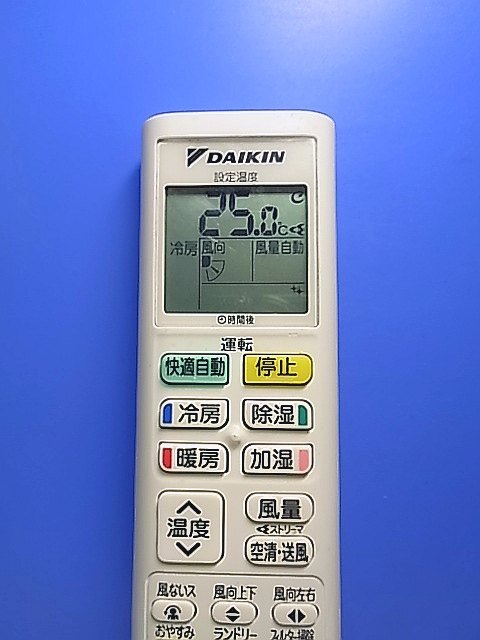 DAIKIN
設定温度
25.0℃
冷房 風向 風量自動
時間後
運転
快適自動 停止
冷房 除湿
暖房 加湿
温度 風量
ストリーマ
空清・送風
風ないス 風向上下 風向左右
おやすみ ランドリー フィルター掃除